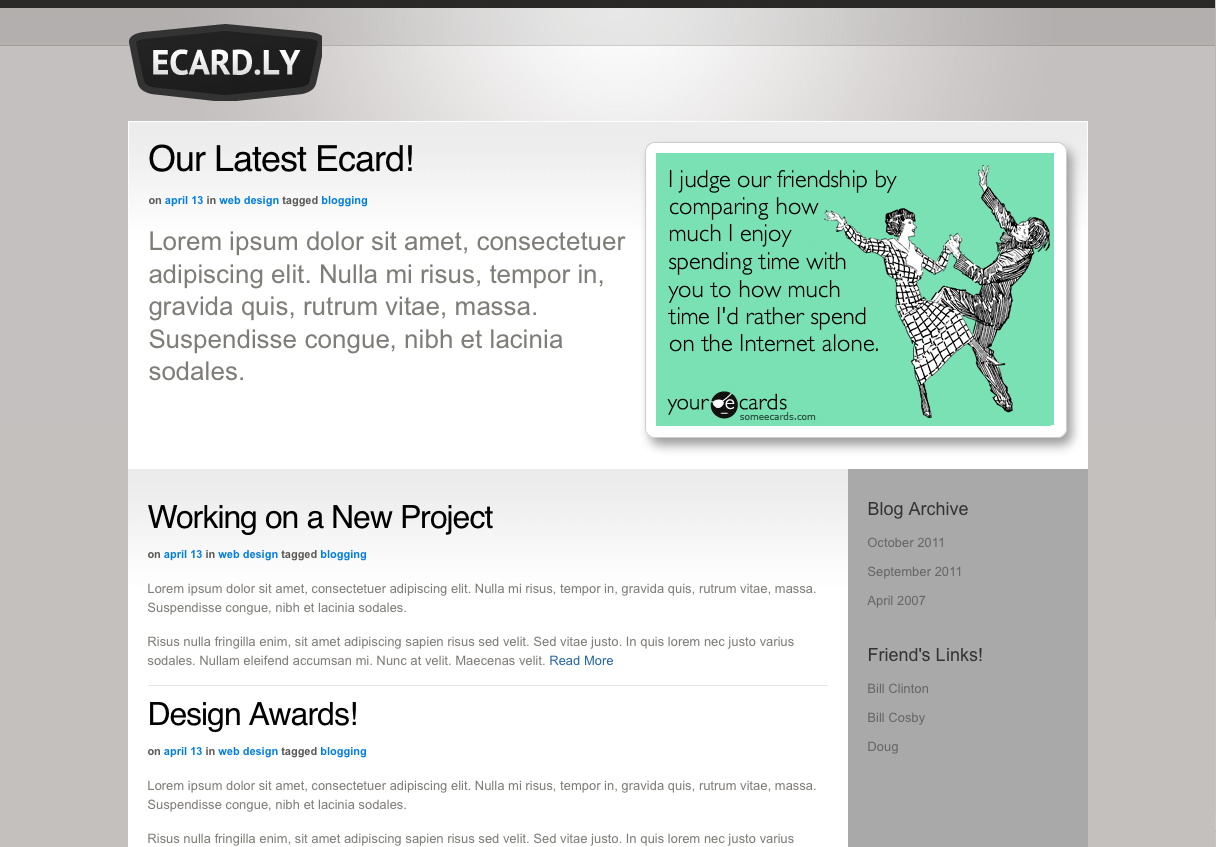 ECARD.LY
Our Latest Ecard!
on april 13 in web design tagged blogging
Lorem ipsum dolor sit amet, consectetuer
adipiscing elit. Nulla mi risus, tempor in,
gravida quis, rutrum vitae, massa.
Suspendisse congue, nibh et lacinia
sodales.
I judge our friendship by
comparing how
much I enjoy
spending time with
you to how much
time I'd rather spend
on the Internet alone.
your e cards
someecards.com
Working on a New Project
on april 13 in web design tagged blogging
Lorem ipsum dolor sit amet, consectetuer adipiscing elit. Nulla mi risus, tempor in, gravida quis, rutrum vitae, massa.
Suspendisse congue, nibh et lacinia sodales.
Risus nulla fringilla enim, sit amet adipiscing sapien risus sed velit. Sed vitae justo. In quis lorem nec justo varius
sodales. Nullam eleifend accumsan mi. Nunc at velit. Maecenas velit. Read More
Design Awards!
on april 13 in web design tagged blogging
Lorem ipsum dolor sit amet, consectetuer adipiscing elit. Nulla mi risus, tempor in, gravida quis, rutrum vitae, massa.
Suspendisse congue, nibh et lacinia sodales.
Risus nulla fringilla enim, sit amet adipiscing sapien risus sed velit. Sed vitae justo. In quis lorem nec justo varius
Blog Archive
October 2011
September 2011
April 2007
Friend's Links!
Bill Clinton
Bill Cosby
Doug